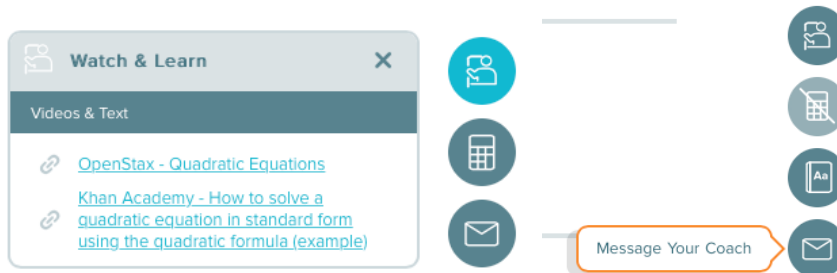 Watch & Learn
Videos & Text
OpenStax - Quadratic Equations
Khan Academy - How to solve a
quadratic equation in standard form
using the quadratic formula (example)
Aa
Message Your Coach